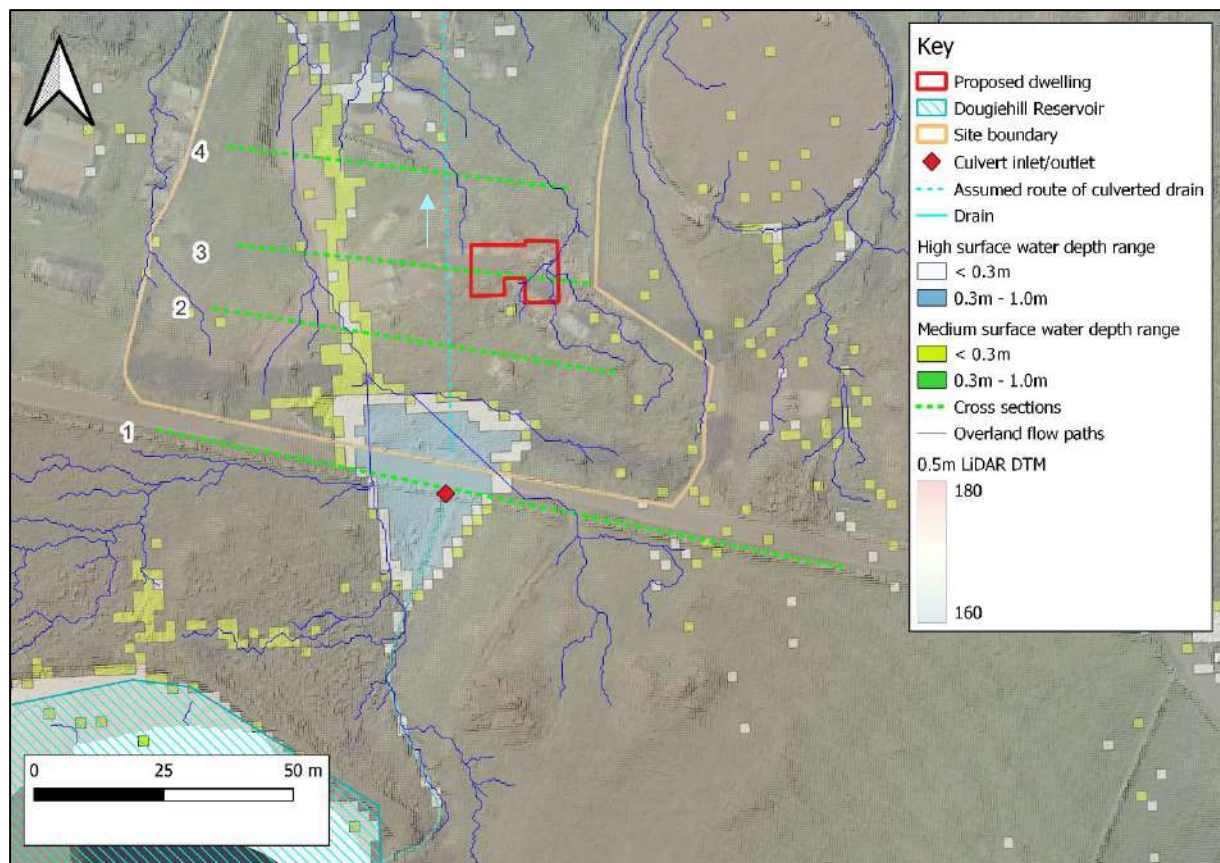 4
3
2
1
0 25 50 m
Key
Proposed dwelling
Dougiehill Reservoir
Site boundary
Culvert inlet/outlet
Assumed route of culverted drain
Drain
High surface water depth range
< 0.3m
0.3m - 1.0m
Medium surface water depth range
< 0.3m
0.3m - 1.0m
Cross sections
Overland flow paths
0.5m LiDAR DTM
180
160